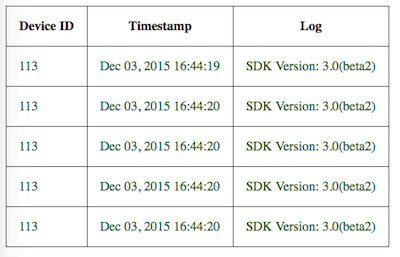 Device ID Timestamp Log
113 Dec 03, 2015 16:44:19 SDK Version: 3.0(beta2)
113 Dec 03, 2015 16:44:20 SDK Version: 3.0(beta2)
113 Dec 03, 2015 16:44:20 SDK Version: 3.0(beta2)
113 Dec 03, 2015 16:44:20 SDK Version: 3.0(beta2)
113 Dec 03, 2015 16:44:20 SDK Version: 3.0(beta2)